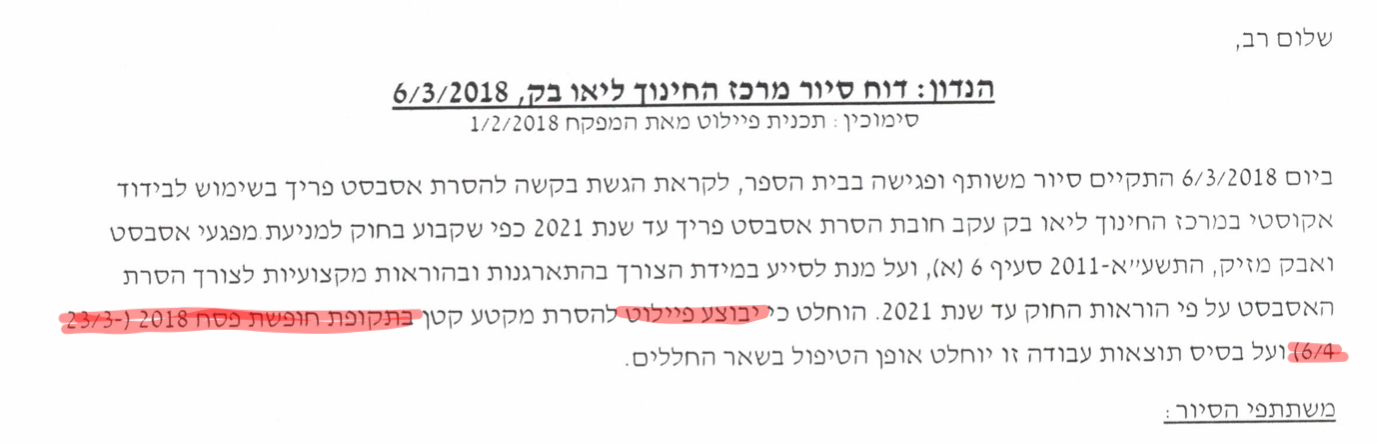 שלום רב,
הנדון: דוח סיור מרכז החינוך ליאו בק, 6/3/2018
סימוכין: תכנית פיילוט מאת המפקח 1/2/2018
ביום 6/3/2018 התקיים סיור משותף ופגישה בבית הספר, לקראת הגשת בקשה להסרת אסבסט פריך בשימוש לבידוד
אקוסטי במרכז החינוך ליאו בק עקב חובת הסרת אסבסט פריך עד שנת 2021 כפי שקבוע בחוק למניעת מפגעי אסבסט
ואבק מזיק, התשע״א-2011 סעיף 6 (א), ועל מנת לסייע במידת הצורך בהתארגנות ובהוראות מקצועיות לצורך הסרת
האסבסט על פי הוראות החוק עד שנת 2021. הוחלט כי יבוצע פיילוט להסרת מקטע קטן בתקופת חופשת פסח 2018 (23/3-
6/4) ועל בסיס תוצאות עבודה זו יוחלט אופן הטיפול בשאר החללים.
משתתפי הסיור: